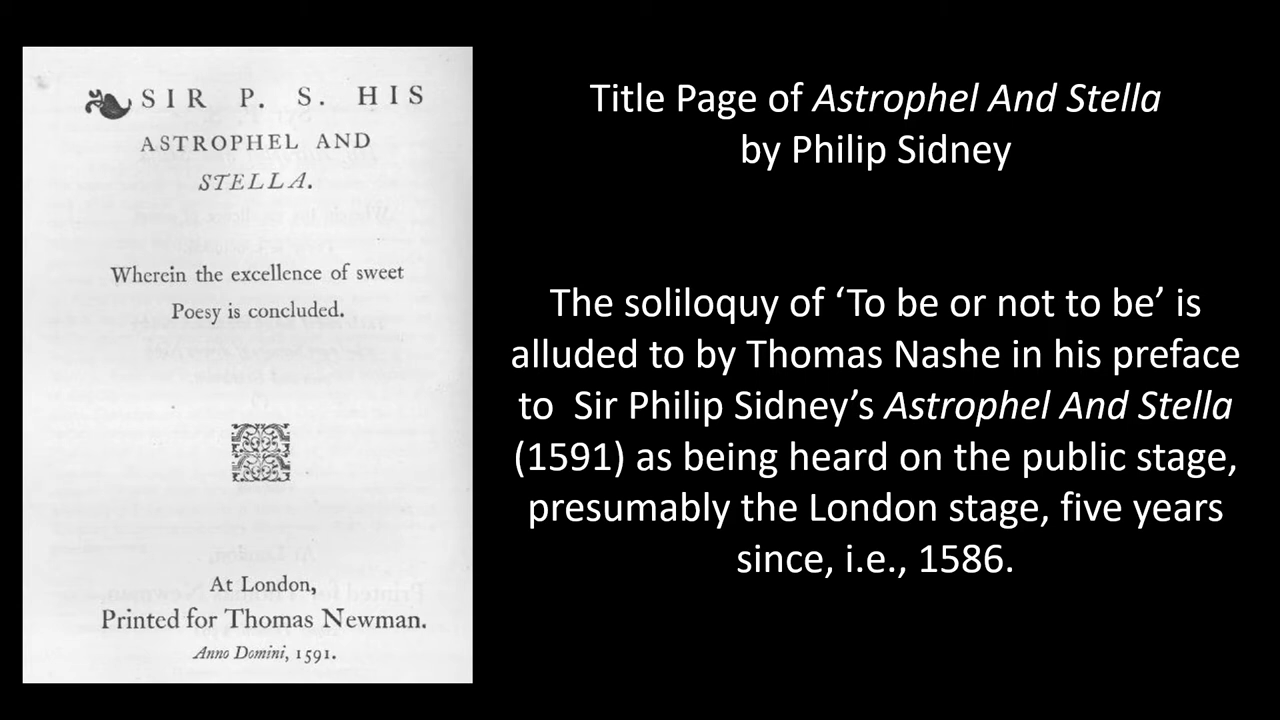 SIR P. S. HIS
ASTROPHEL AND
STELLA.
Wherein the excellence of sweet
Poesy is concluded.
At London,
Printed for Thomas Newman.
Anno Domini, 1591.
Title Page of Astrophel And Stella
by Philip Sidney
The soliloquy of ‘To be or not to be’ is
alluded to by Thomas Nashe in his preface
to  Sir Philip Sidney’s Astrophel And Stella
(1591) as being heard on the public stage,
presumably the London stage, five years
since, i.e., 1586.